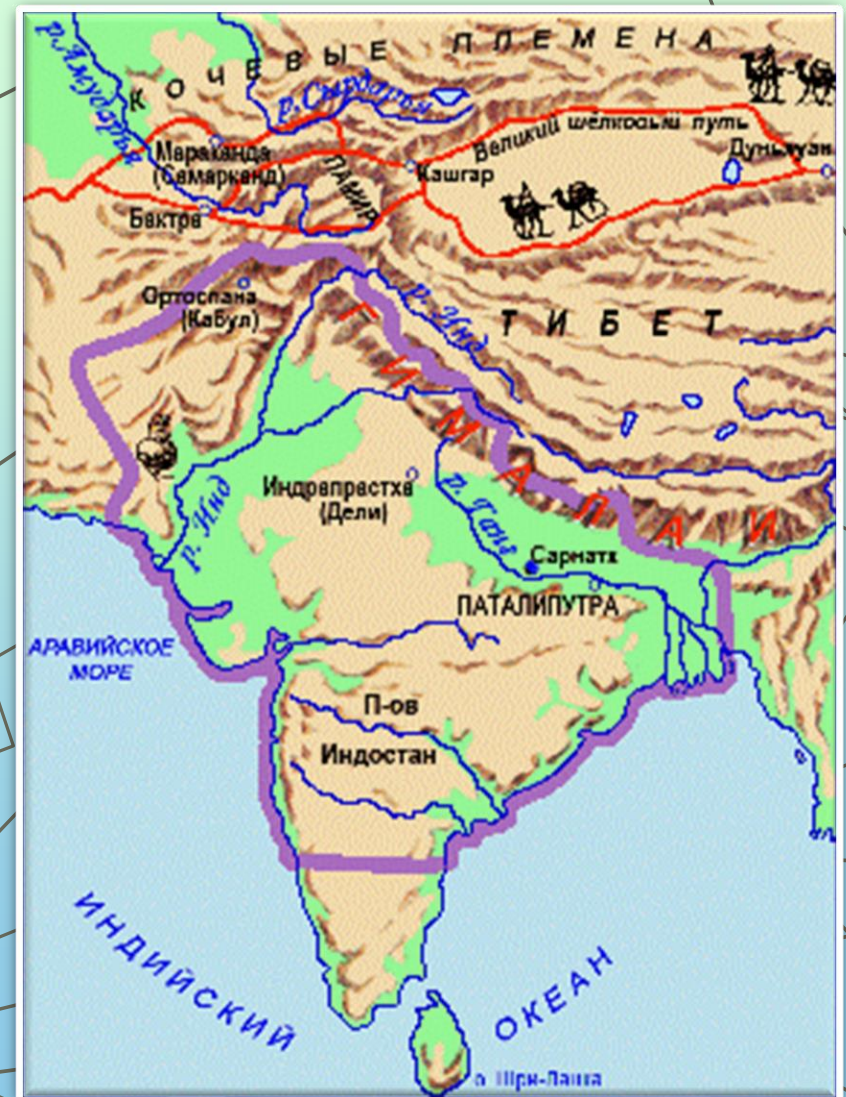 КОЧЕВЫЕ ПЛЕМЕНА
р.Амударья
р.Сырдарья
Великий шёлковый путь
Мараканда
(Самарканд)
ПАМИР
Кашгар
Дуньхуан
Бактра
Ортоспана
(Кабул)
р. Инд
ТИБЕТ
ГИМАЛАИ
Индрапрастха
(Дели)
р. Инд
р. Ганг
Сарнатх
ПАТАЛИПУТРА
АРАВИЙСКОЕ
МОРЕ
П-ов
Индостан
ИНДИЙСКИЙ
ОКЕАН
о. Шри-Ланка